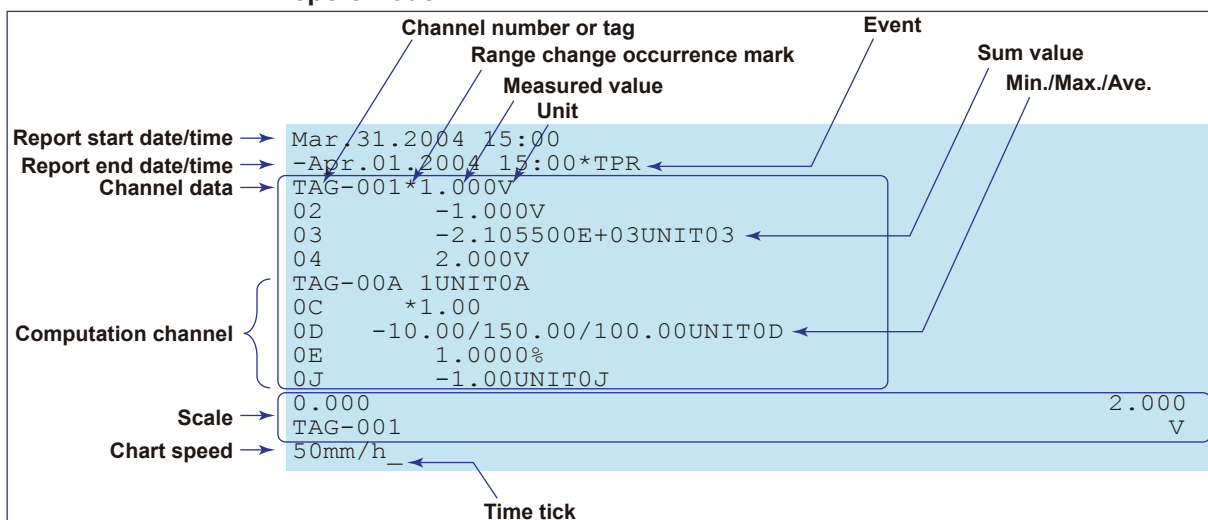 Channel number or tag
Event
Range change occurrence mark
Sum value
Measured value
Min./Max./Ave.
Unit
Report start date/time
Mar.31.2004 15:00
Report end date/time
-Apr.01.2004 15:00*TPR
Channel data
TAG-001*1.000V
02 -1.000V
03 -2.105500E+03UNIT03
04 2.000V
TAG-00A 1UNIT0A
0C *1.00
Computation channel
0D -10.00/150.00/100.00UNIT0D
0E 1.0000%
0J -1.00UNIT0J
Scale
0.000 2.000
TAG-001 V
Chart speed
50mm/h_
Time tick